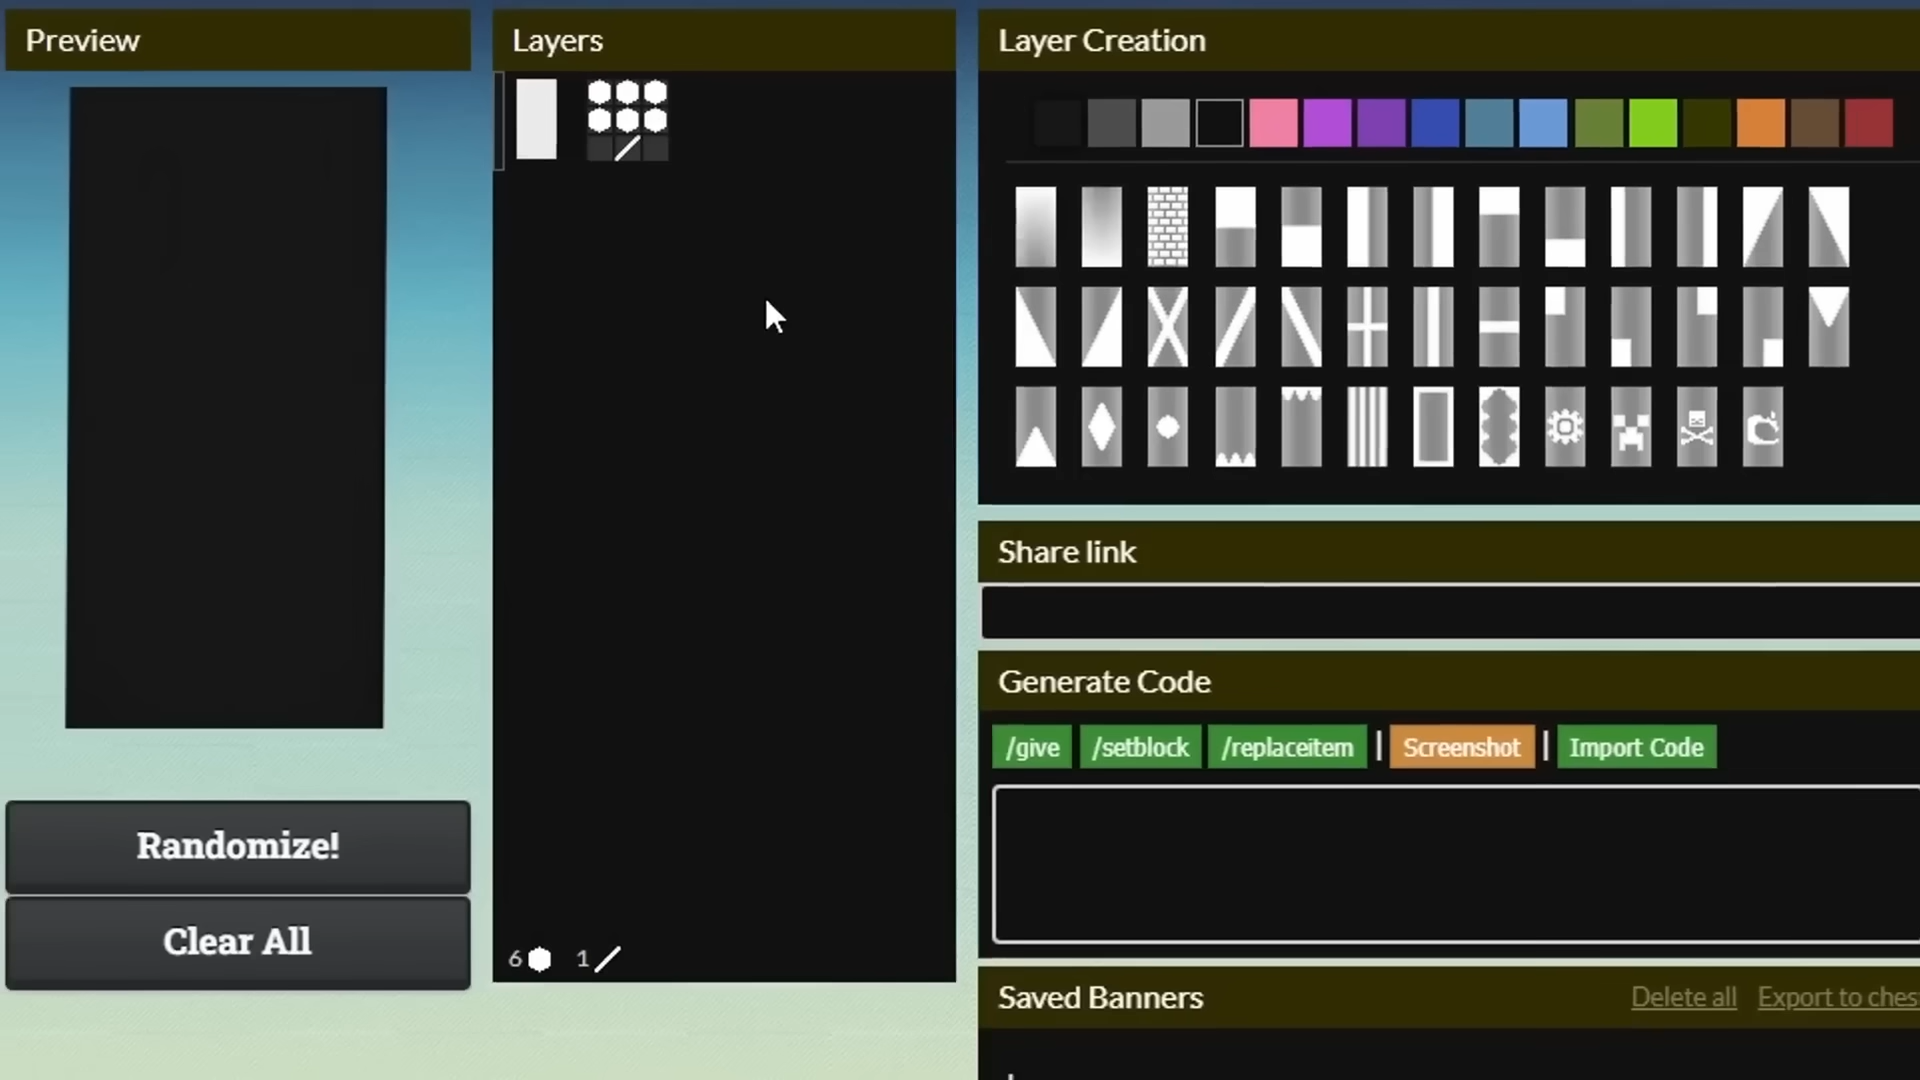 Preview
Layers
Layer Creation
Share link
Generate Code
/give
/setblock
/replaceitem
|
Screenshot
|
Import Code
Randomize!
Clear All
6
1
Saved Banners
Delete all
Export to